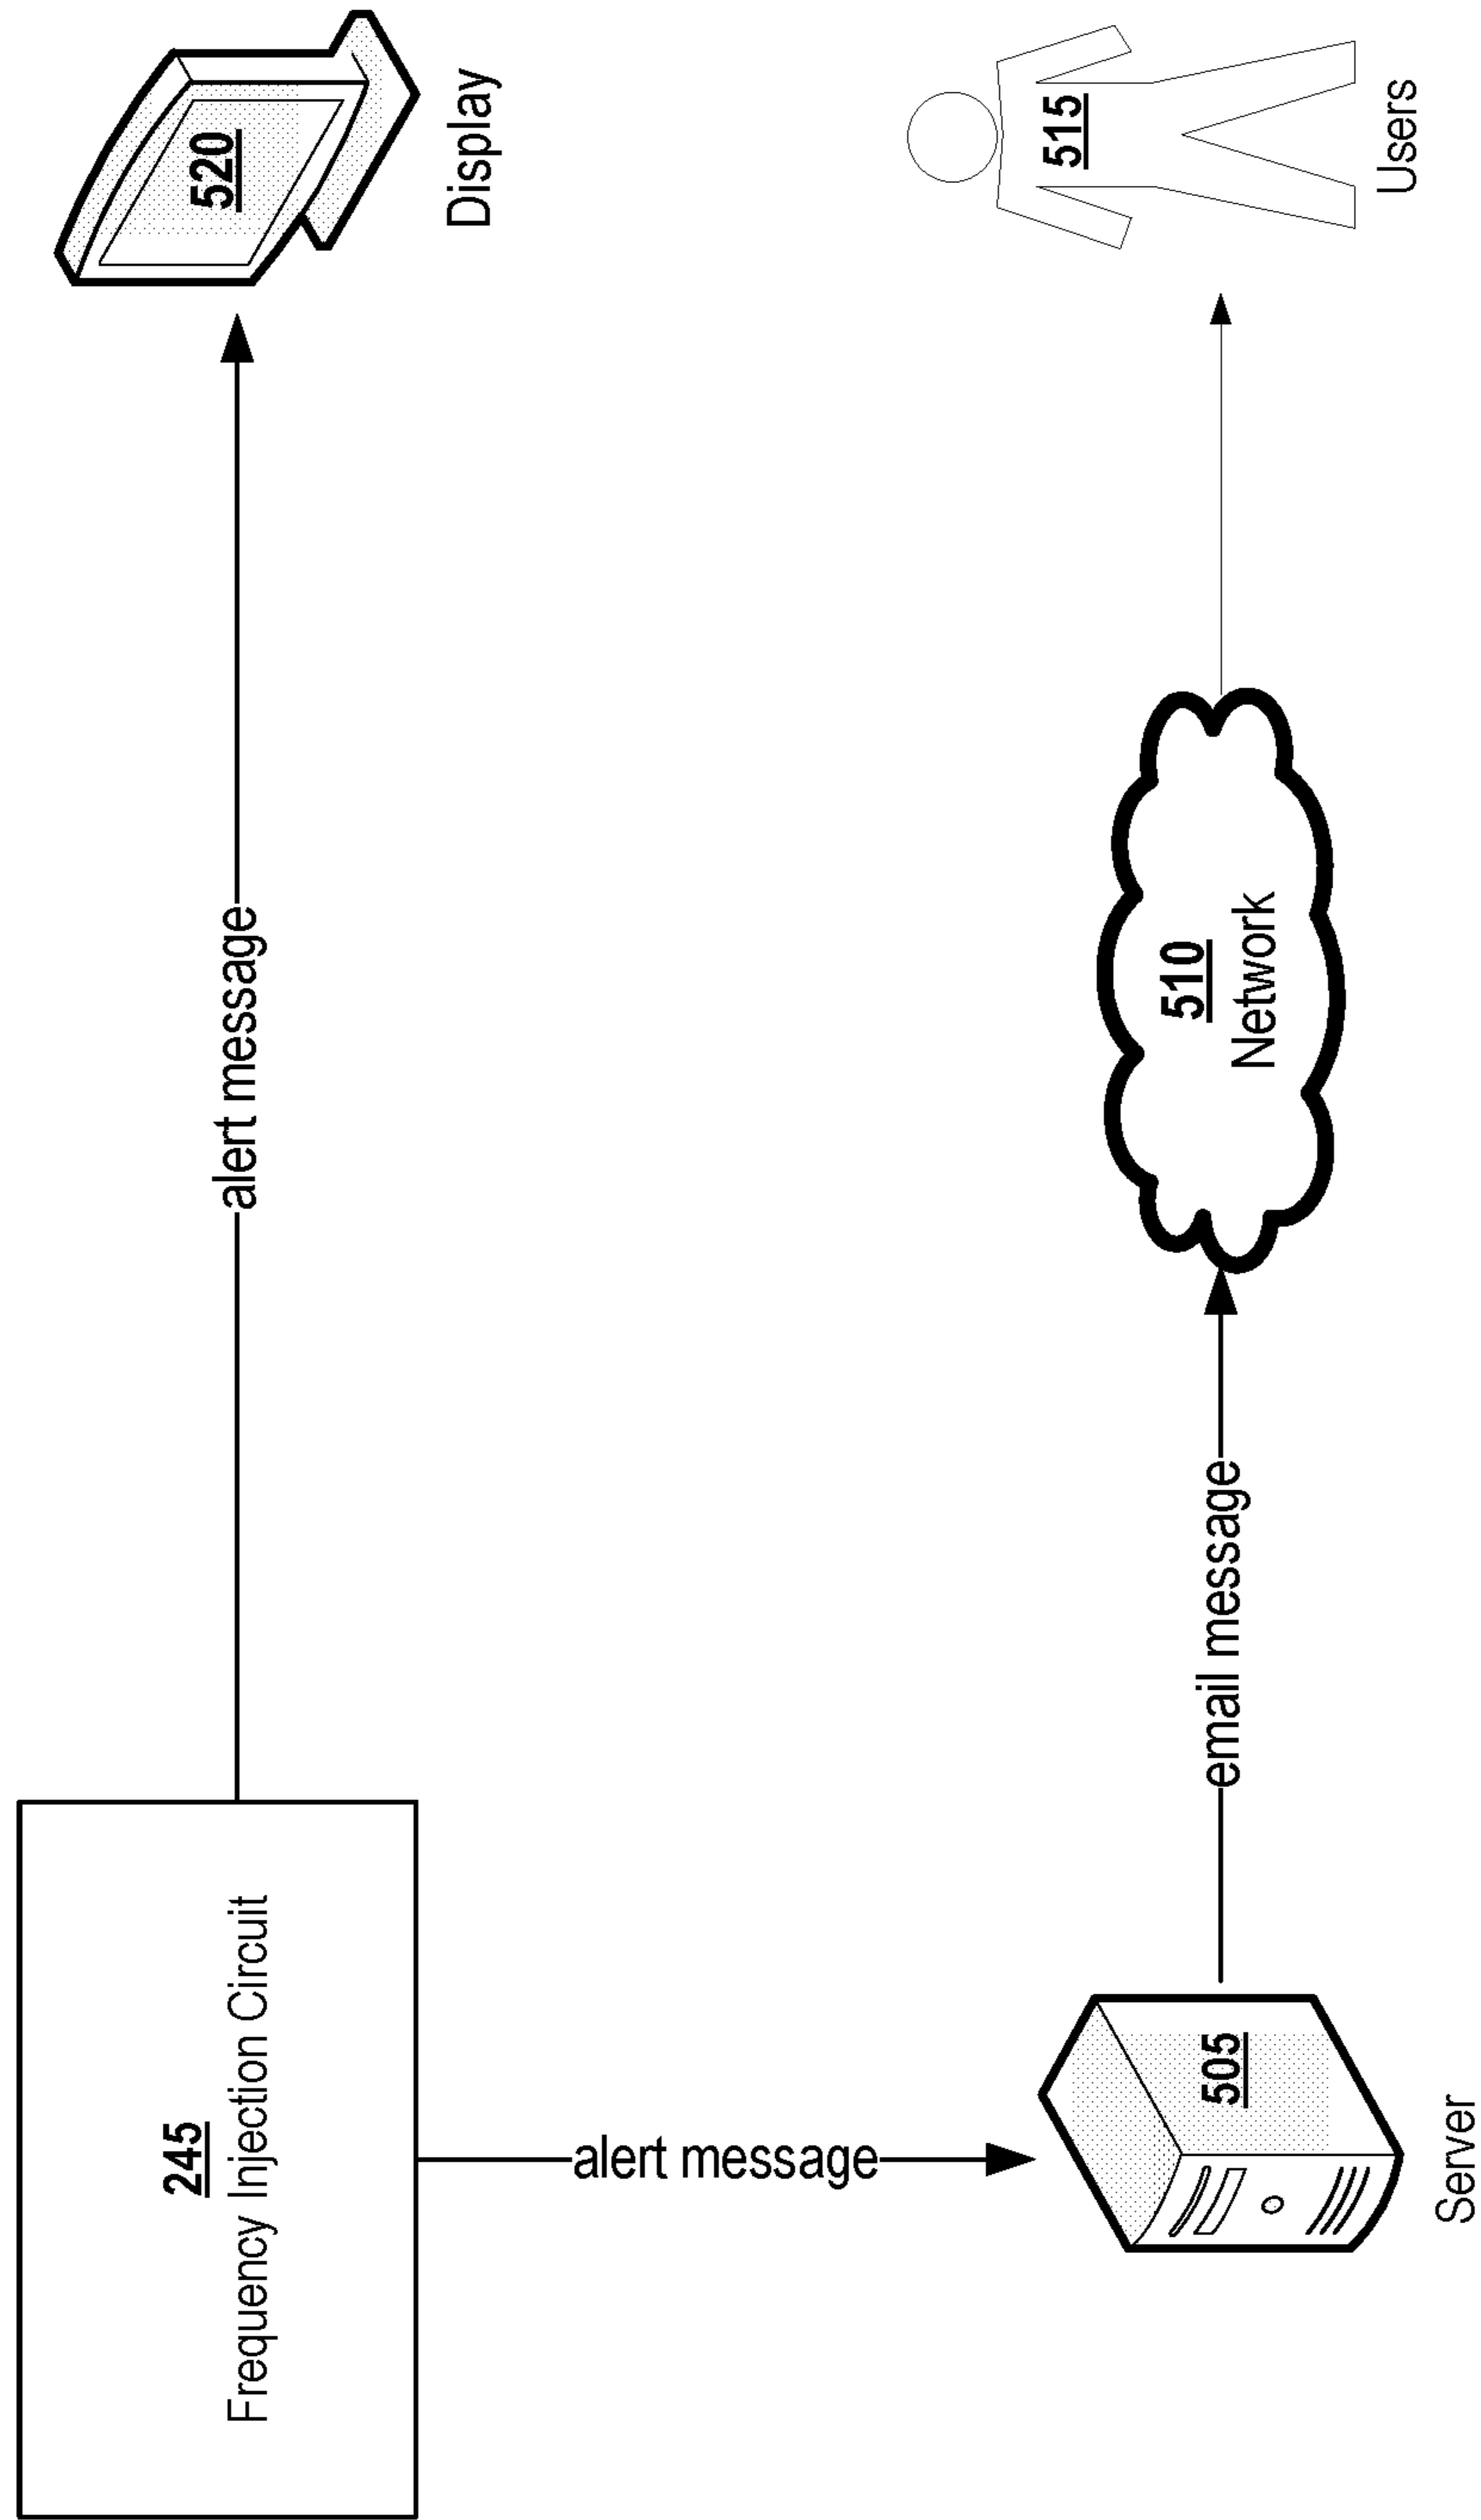 245
Frequency Injection Circuit
alert message
520
Display
alert message
505
Server
email message
510
Network
515
Users